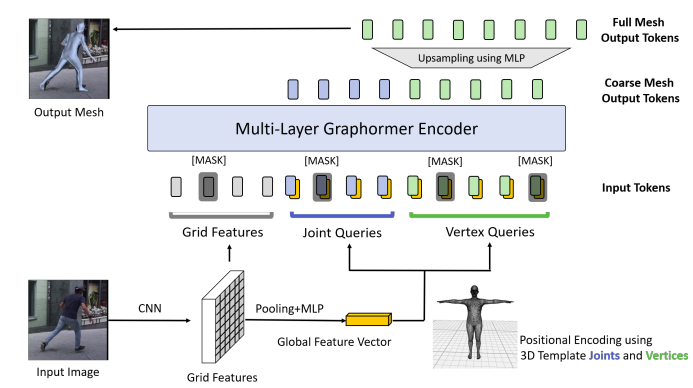 Full Mesh
Output Tokens
Upsampling using MLP
Output Mesh
Coarse Mesh
Output Tokens
Multi-Layer Graphormer Encoder
[MASK]
[MASK]
[MASK]
[MASK]
Input Tokens
Grid Features
Joint Queries
Vertex Queries
CNN
Pooling+MLP
Global Feature Vector
Positional Encoding using
3D Template Joints and Vertices
Input Image
Grid Features